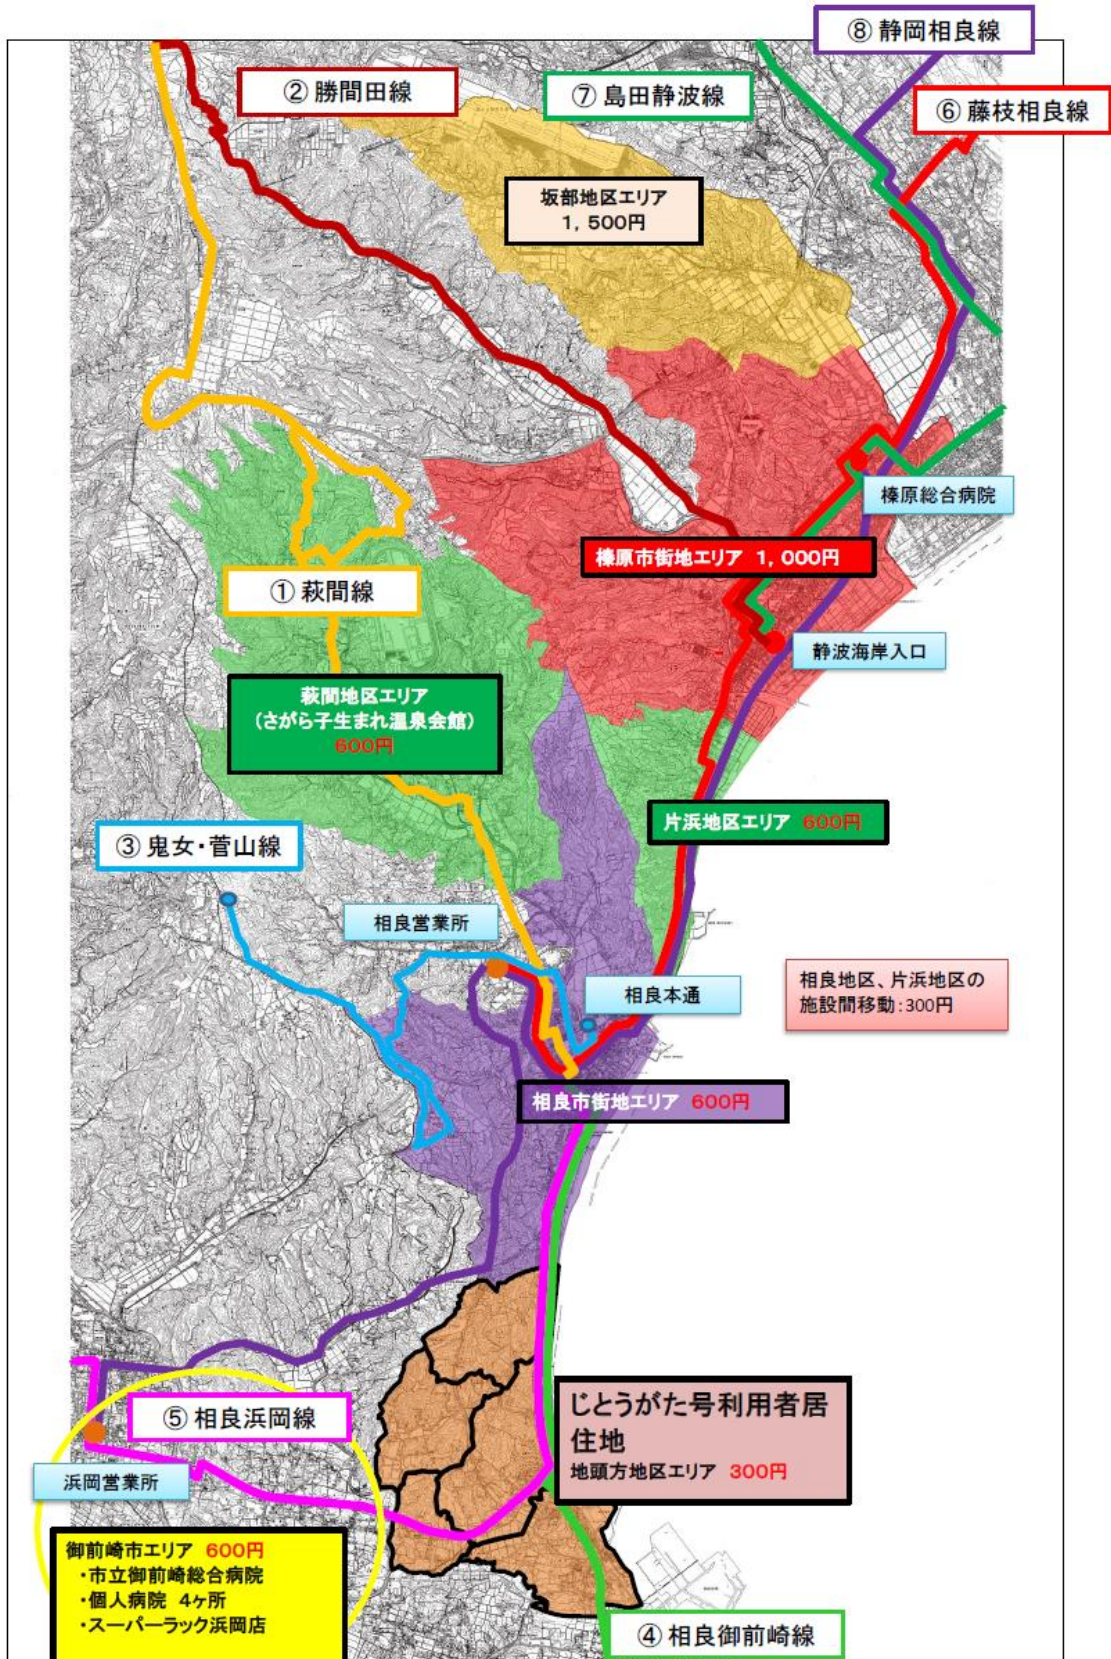 ⑧ 静岡相良線
② 勝間田線
⑦ 島田静波線
⑥ 藤枝相良線
坂部地区エリア
1,500円
榛原総合病院
榛原市街地エリア 1,000円
① 萩間線
静波海岸入口
萩間地区エリア
(さがら子生まれ温泉会館)
600円
片浜地区エリア 600円
③ 鬼女・菅山線
相良営業所
相良本通
相良地区、片浜地区の
施設間移動:300円
相良市街地エリア 600円
じとうがた号利用者居
住地
地頭方地区エリア 300円
⑤ 相良浜岡線
浜岡営業所
御前崎市エリア 600円
・市立御前崎総合病院
・個人病院 4ヶ所
・スーパーラック浜岡店
④ 相良御前崎線